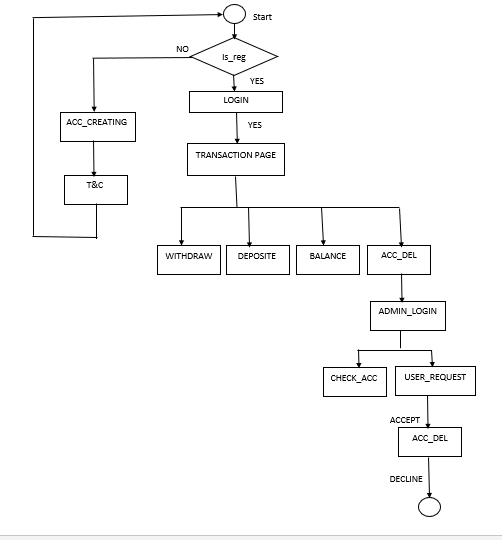 Start
NO
Is_reg
YES
LOGIN
ACC_CREATING
YES
TRANSACTION PAGE
T&C
WITHDRAW
DEPOSITE
BALANCE
ACC_DEL
ADMIN_LOGIN
CHECK_ACC
USER_REQUEST
ACCEPT
ACC_DEL
DECLINE